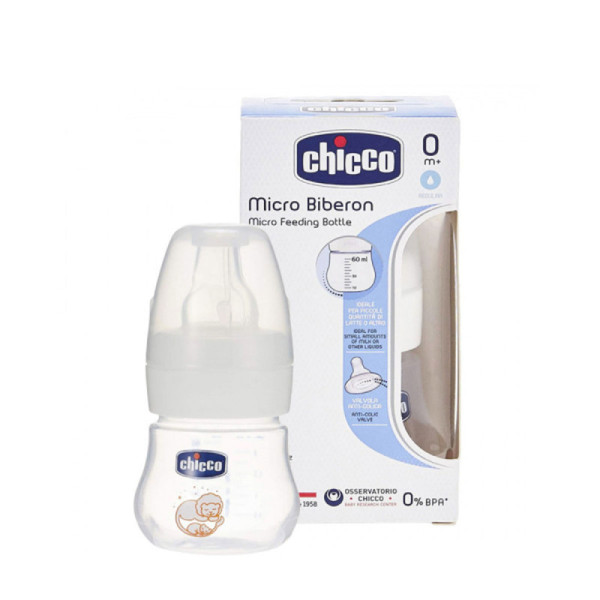 chicco
0
m+
REGULAR
Micro Biberon
Micro Feeding Bottle
60 ml
IDEALE
PER PICCOLE
QUANTITÀ DI
LATTE O ALTRO
IDEAL FOR
SMALL AMOUNTS
OF MILK OR
OTHER LIQUIDS
VALVOLA
ANTI-COLICA
ANTI-COLIC
VALVE
1958
OSSERVATORIO
CHICCO
BABY RESEARCH CENTER
0% BPA*
chicco